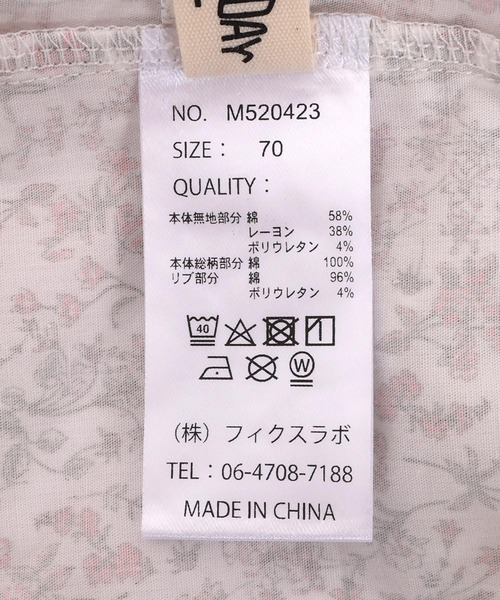 DAY
NO. M520423
SIZE： 70
QUALITY：
本体無地部分 綿 58%
レーヨン 38%
ポリウレタン 4%
本体総柄部分 綿 100%
リブ部分 綿 96%
ポリウレタン 4%
40
W
（株）フィクスラボ
TEL：06-4708-7188
MADE IN CHINA